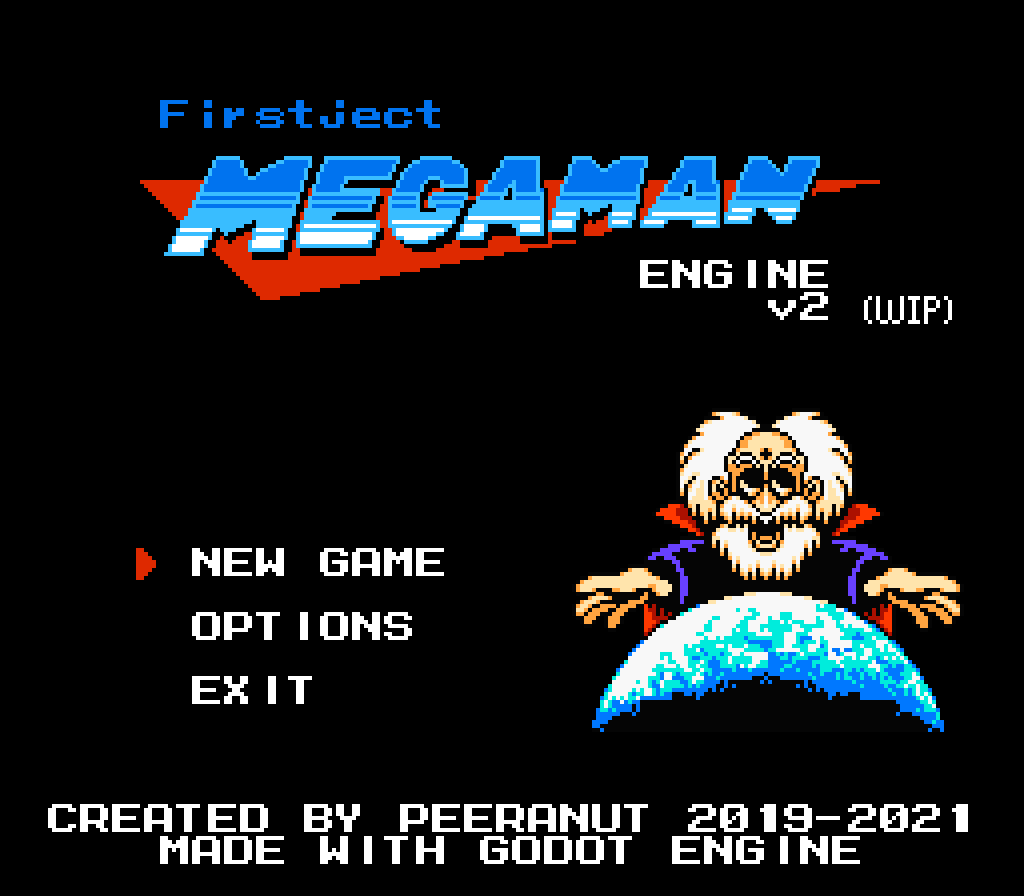 Firstject
MEGAMAN
ENGINE
v2 (WIP)
NEW GAME
OPTIONS
EXIT
CREATED BY PEERANUT 2019-2021
MADE WITH GODOT ENGINE